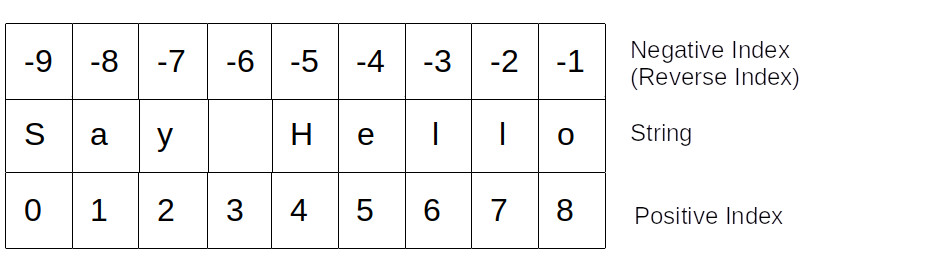 -9 -8 -7 -6 -5 -4 -3 -2 -1 Negative Index
(Reverse Index)
S a y H e l l o String
0 1 2 3 4 5 6 7 8 Positive Index